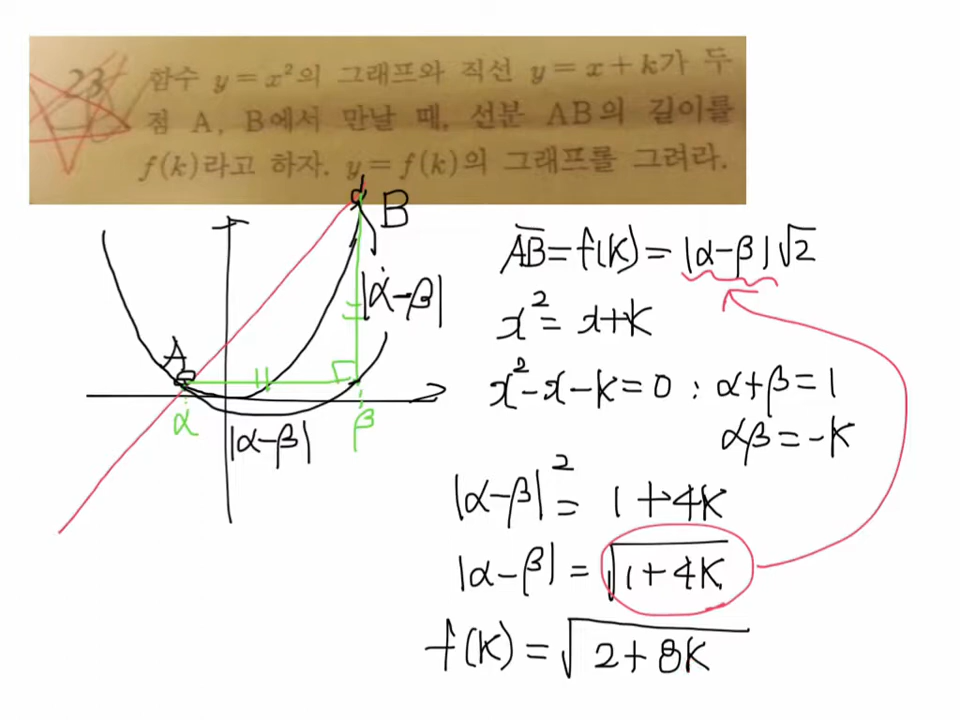 23 함수 y = x²의 그래프와 직선 y = x + k가 두
점 A, B에서 만날 때, 선분 AB의 길이를
f(k)라고 하자. y = f(k)의 그래프를 그려라.
B
A
|α-β|
α
β
|α-β|
AB̅ = f(k) = |α-β|√2
x² = x+k
x²-x-k=0 : α+β=1
αβ=-k
|α-β|² = 1+4k
|α-β| = √1+4k
f(k) = √2+8k